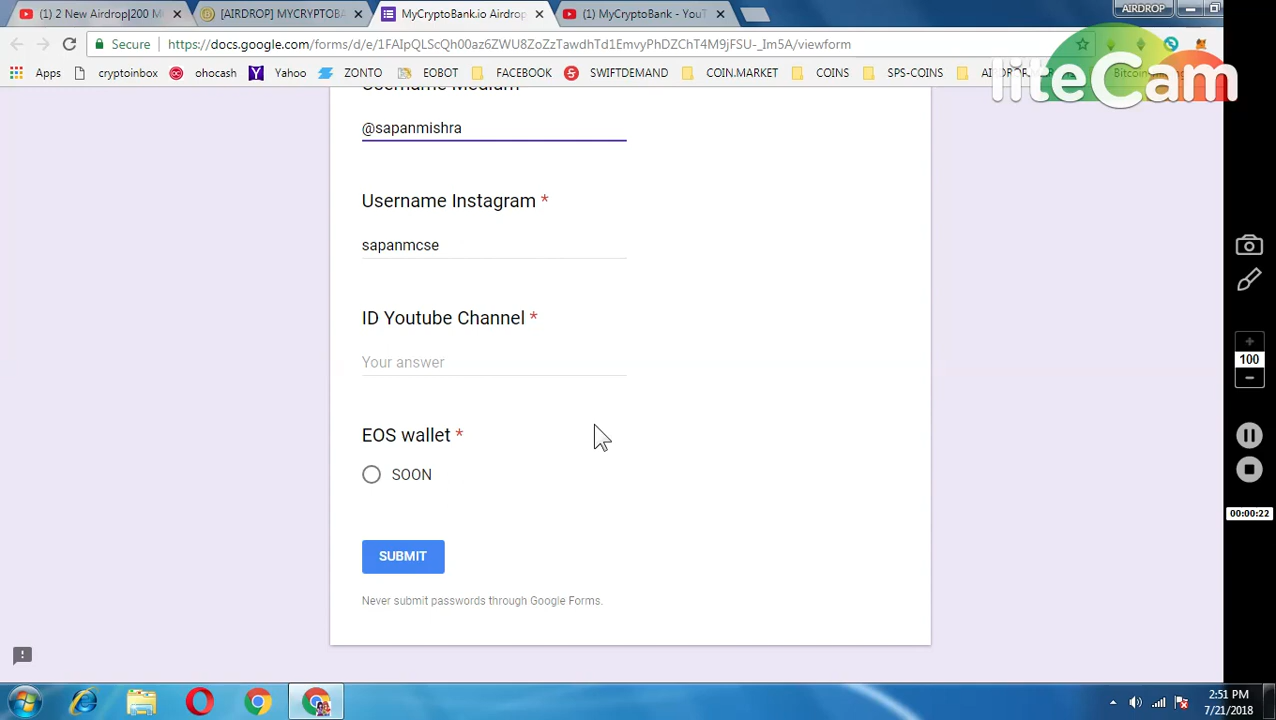 (1) 2 New Airdrop|200 M
[AIRDROP] MYCRYPTOB
MyCryptoBank.io Airdrop
(1) MyCryptoBank - YouT
AIRDROP
Secure
https://docs.google.com/forms/d/e/1FAIpQLScQh00az6ZWU8ZoZzTawdhTd1EmvyPhDZChT4M9jFSU-_Im5A/viewform
Apps
cryptoinbox
ohocash
Yahoo
EOBOT
FACEBOOK
SWIFTDEMAND
COIN.MARKET
COINS
SPS-COINS
liteCam
Username Medium
@sapanmishra
Username Instagram *
sapanmcse
ID Youtube Channel *
Your answer
EOS wallet *
SOON
SUBMIT
Never submit passwords through Google Forms.
100
00:00:22
2:51 PM
7/21/2018